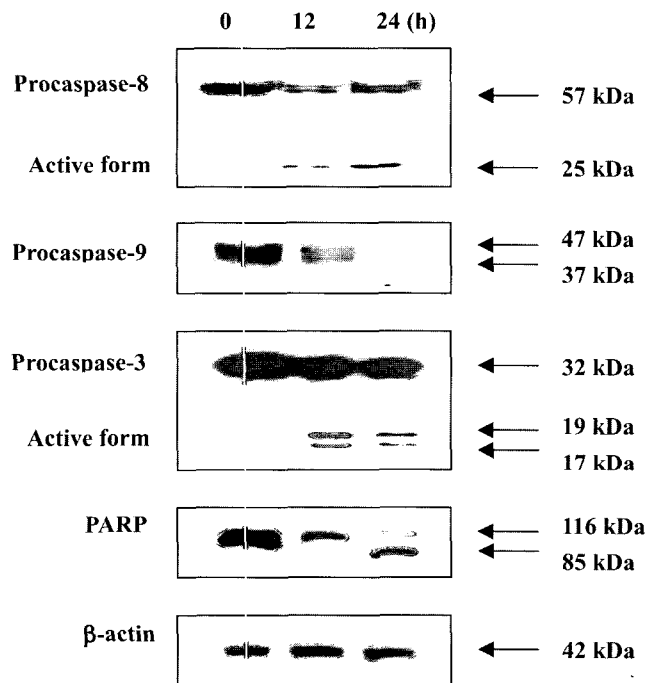 0 12 24 (h)
Procaspase-8
57 kDa
Active form
25 kDa
Procaspase-9
47 kDa
37 kDa
Procaspase-3
32 kDa
Active form
19 kDa
17 kDa
PARP
116 kDa
85 kDa
β-actin
42 kDa